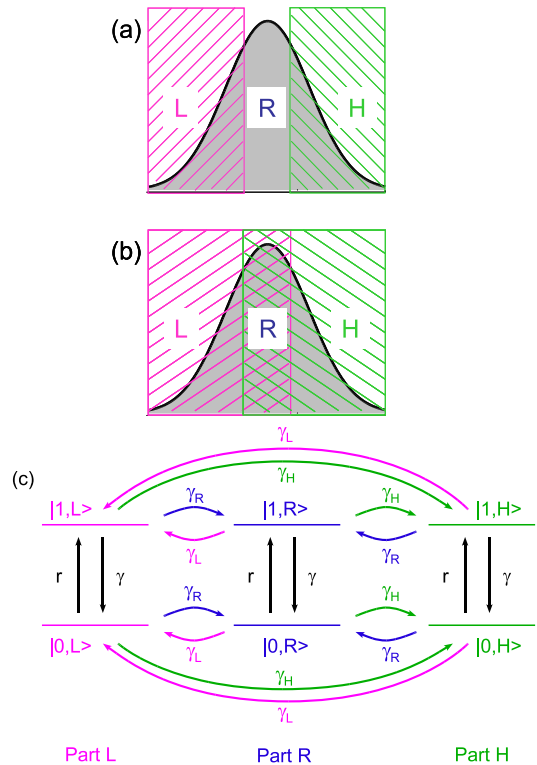 (a)
L R H
(b)
L R H
(c)
γL
γH
|1,L> γR |1,R> γH |1,H>
γL γR
r γ r γ r γ
γR γH
|0,L> γL |0,R> γR |0,H>
γH
γL
Part L Part R Part H